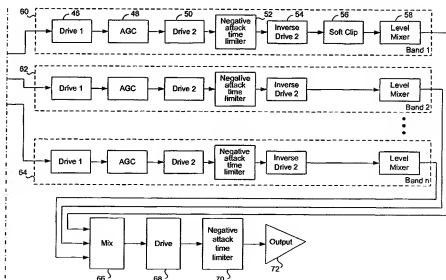 60
46
48
50
52
54
56
58
Drive 1
AGC
Drive 2
Negative
attack
time
limiter
Inverse
Drive 2
Soft Clip
Level
Mixer
Band 1
62
Drive 1
AGC
Drive 2
Negative
attack
time
limiter
Inverse
Drive 2
Level
Mixer
Band 2
Drive 1
AGC
Drive 2
Negative
attack
time
limiter
Inverse
Drive 2
Level
Mixer
Band n
64
Mix
Drive
Negative
attack
time
limiter
Output
66
68
70
72